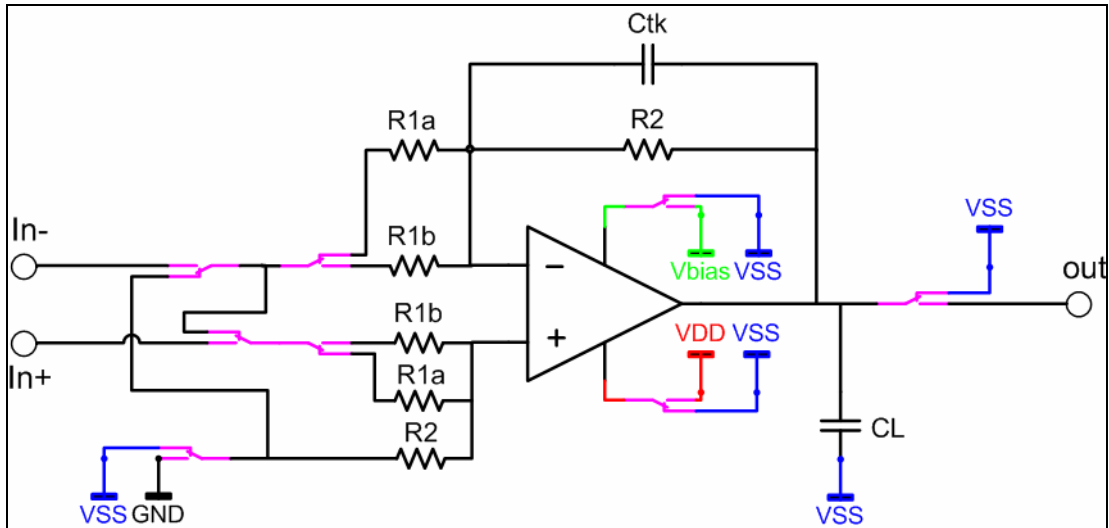 Ctk
R2
R1a
VSS
In-
R1b
Vbias
VSS
out
−
+
R1b
VDD
VSS
In+
R1a
R2
CL
VSS
GND
VSS